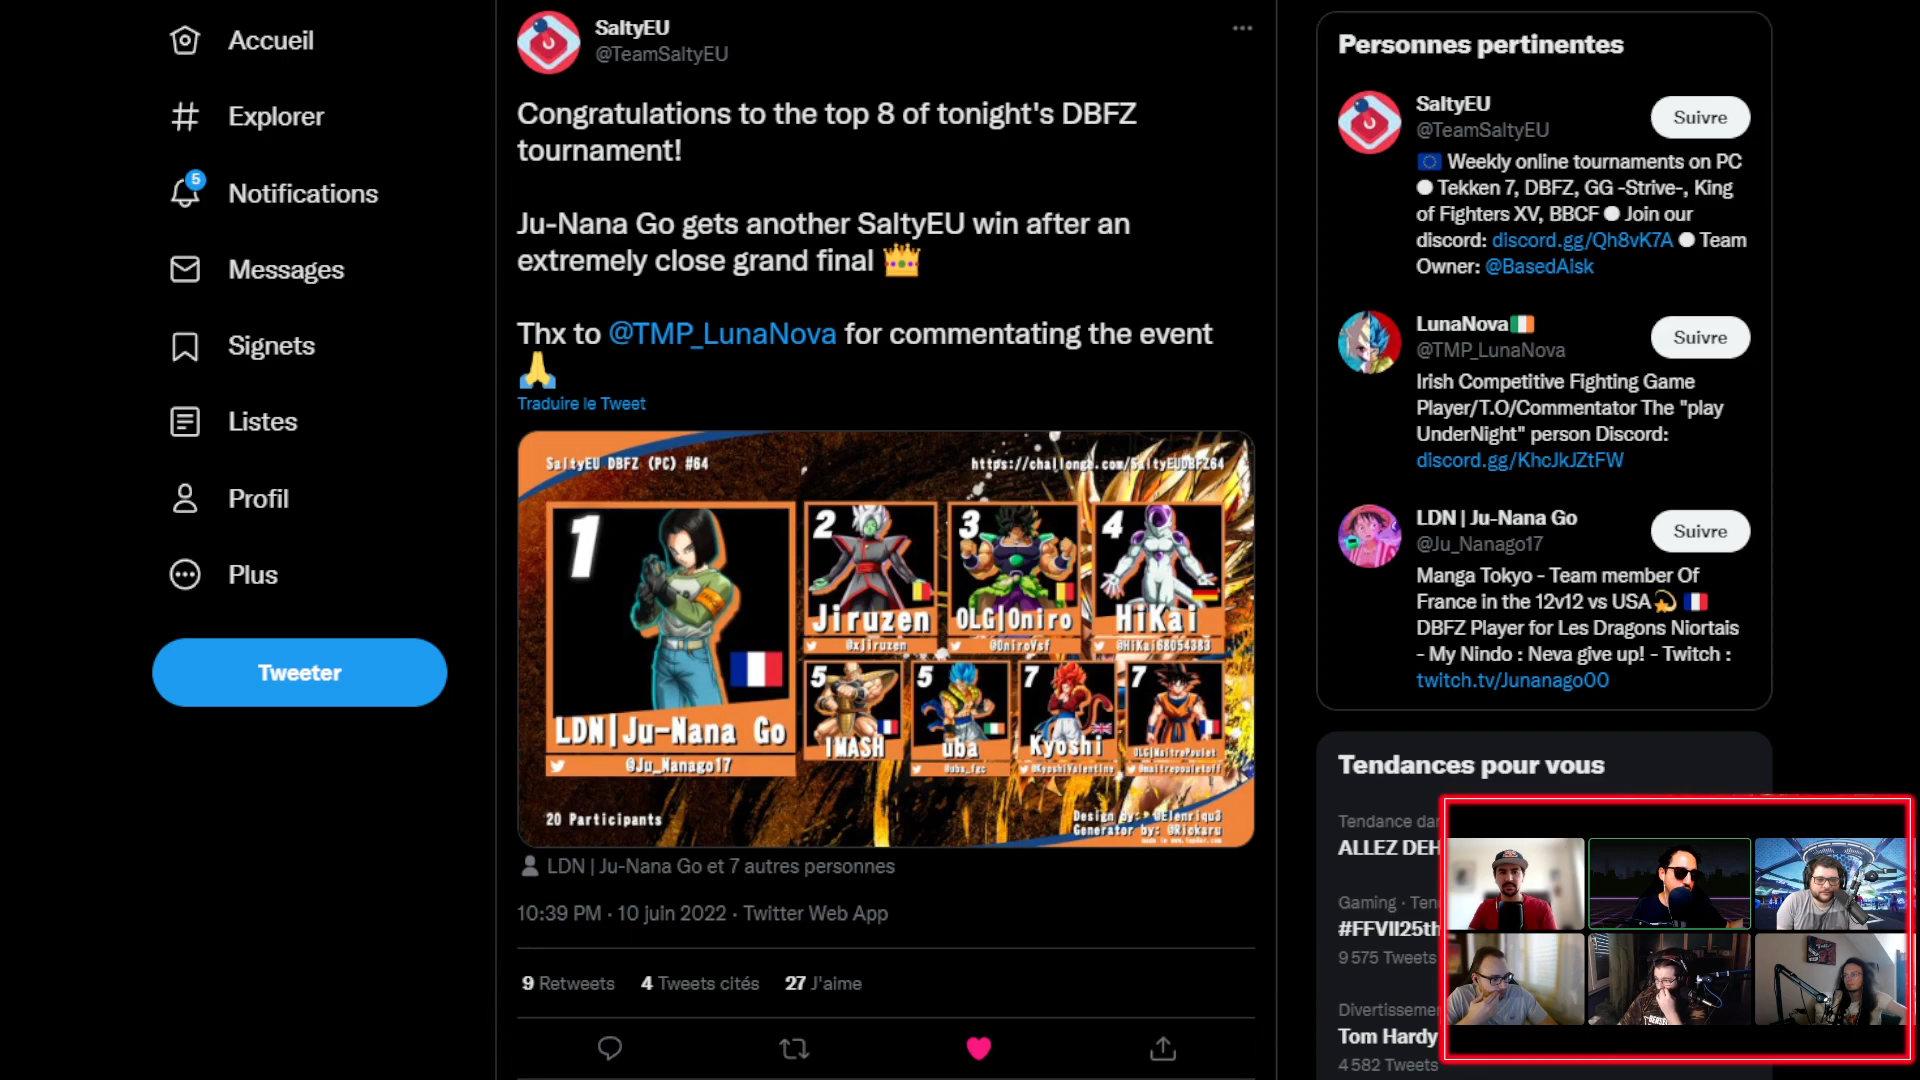 Accueil
Explorer
5
Notifications
Messages
Signets
Listes
Profil
Plus
Tweeter
SaltyEU
@TeamSaltyEU
Congratulations to the top 8 of tonight's DBFZ
tournament!
Ju-Nana Go gets another SaltyEU win after an
extremely close grand final
Thx to @TMP_LunaNova for commentating the event
Traduire le Tweet
SaltyEU DBFZ (PC) #64
https://challonge.com/SaltyEUDBFZ64
1
LDN|Ju-Nana Go
@Ju_Nanago17
2
Jiruzen
@xJiruzen
3
OLG|Oniro
@OniroVsf
4
HiKai
@HiKai68054383
5
IMASH
5
uba
@uba_fgc
7
Kyoshi
@KyoshiValentine
7
OLG|MaitrePoulet
@maitrepouletoff
20 Participants
Design by: @Elenriqu3
Generator by: @Riokaru
LDN | Ju-Nana Go et 7 autres personnes
10:39 PM · 10 juin 2022 · Twitter Web App
9 Retweets 4 Tweets cités 27 J'aime
Personnes pertinentes
SaltyEU
@TeamSaltyEU
Suivre
Weekly online tournaments on PC
Tekken 7, DBFZ, GG -Strive-, King
of Fighters XV, BBCF Join our
discord: discord.gg/Qh8vK7A Team
Owner: @BasedAisk
LunaNova
@TMP_LunaNova
Suivre
Irish Competitive Fighting Game
Player/T.O/Commentator The "play
UnderNight" person Discord:
discord.gg/KhcJkJZtFW
LDN | Ju-Nana Go
@Ju_Nanago17
Suivre
Manga Tokyo - Team member Of
France in the 12v12 vs USA
DBFZ Player for Les Dragons Niortais
- My Nindo : Neva give up! - Twitch :
twitch.tv/Junanago00
Tendances pour vous
Tendance da
ALLEZ DEH
Gaming · Ten
#FFVII25th
9 575 Tweets
Divertisseme
Tom Hardy
4 582 Tweets